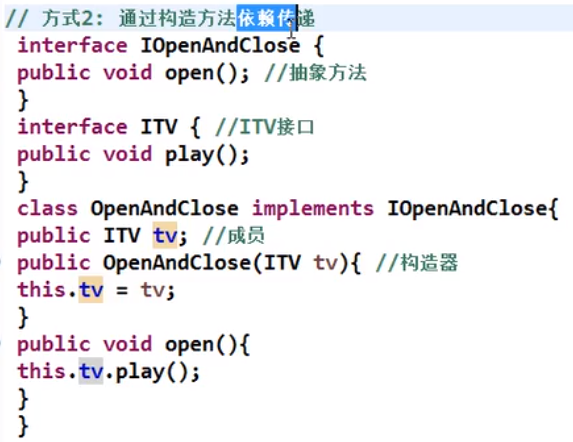 // 方式2: 通过构造方法依赖传递
interface IOpenAndClose {
public void open(); //抽象方法
}
interface ITV { //ITV接口
public void play();
}
class OpenAndClose implements IOpenAndClose{
public ITV tv; //成员
public OpenAndClose(ITV tv){ //构造器
this.tv = tv;
}
public void open(){
this.tv.play();
}
}